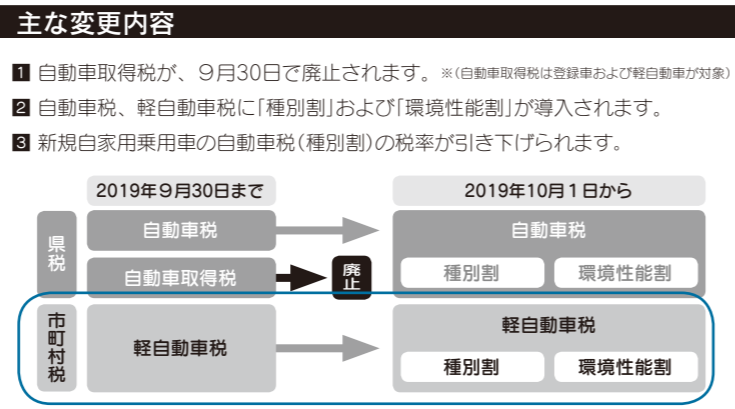 主な変更内容
1 自動車取得税が、９月30日で廃止されます。※(自動車取得税は登録車および軽自動車が対象)
2 自動車税、軽自動車税に「種別割」および「環境性能割」が導入されます。
3 新規自家用乗用車の自動車税(種別割)の税率が引き下げられます。
2019年９月30日まで
2019年10月１日から
県税
自動車税
自動車税
自動車取得税
廃止
種別割
環境性能割
市町村税
軽自動車税
軽自動車税
種別割
環境性能割